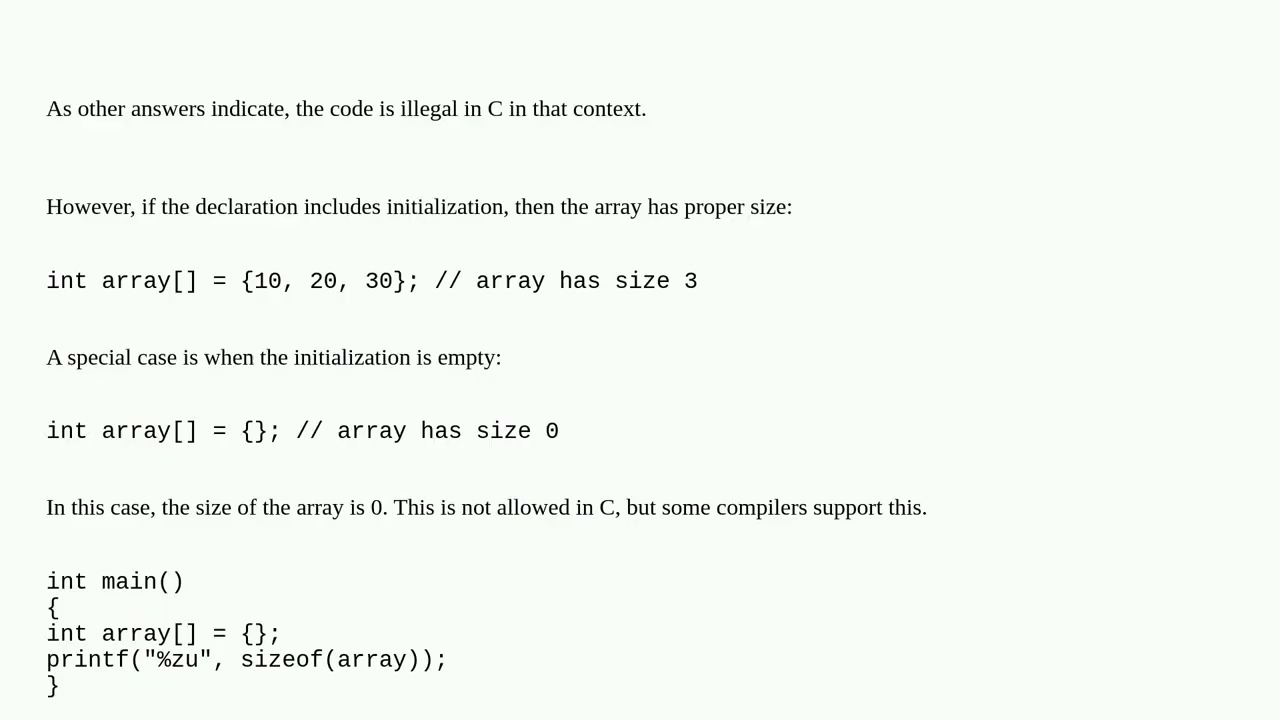 As other answers indicate, the code is illegal in C in that context.
However, if the declaration includes initialization, then the array has proper size:
int array[] = {10, 20, 30}; // array has size 3
A special case is when the initialization is empty:
int array[] = {}; // array has size 0
In this case, the size of the array is 0. This is not allowed in C, but some compilers support this.
int main()
{
int array[] = {};
printf("%zu", sizeof(array));
}